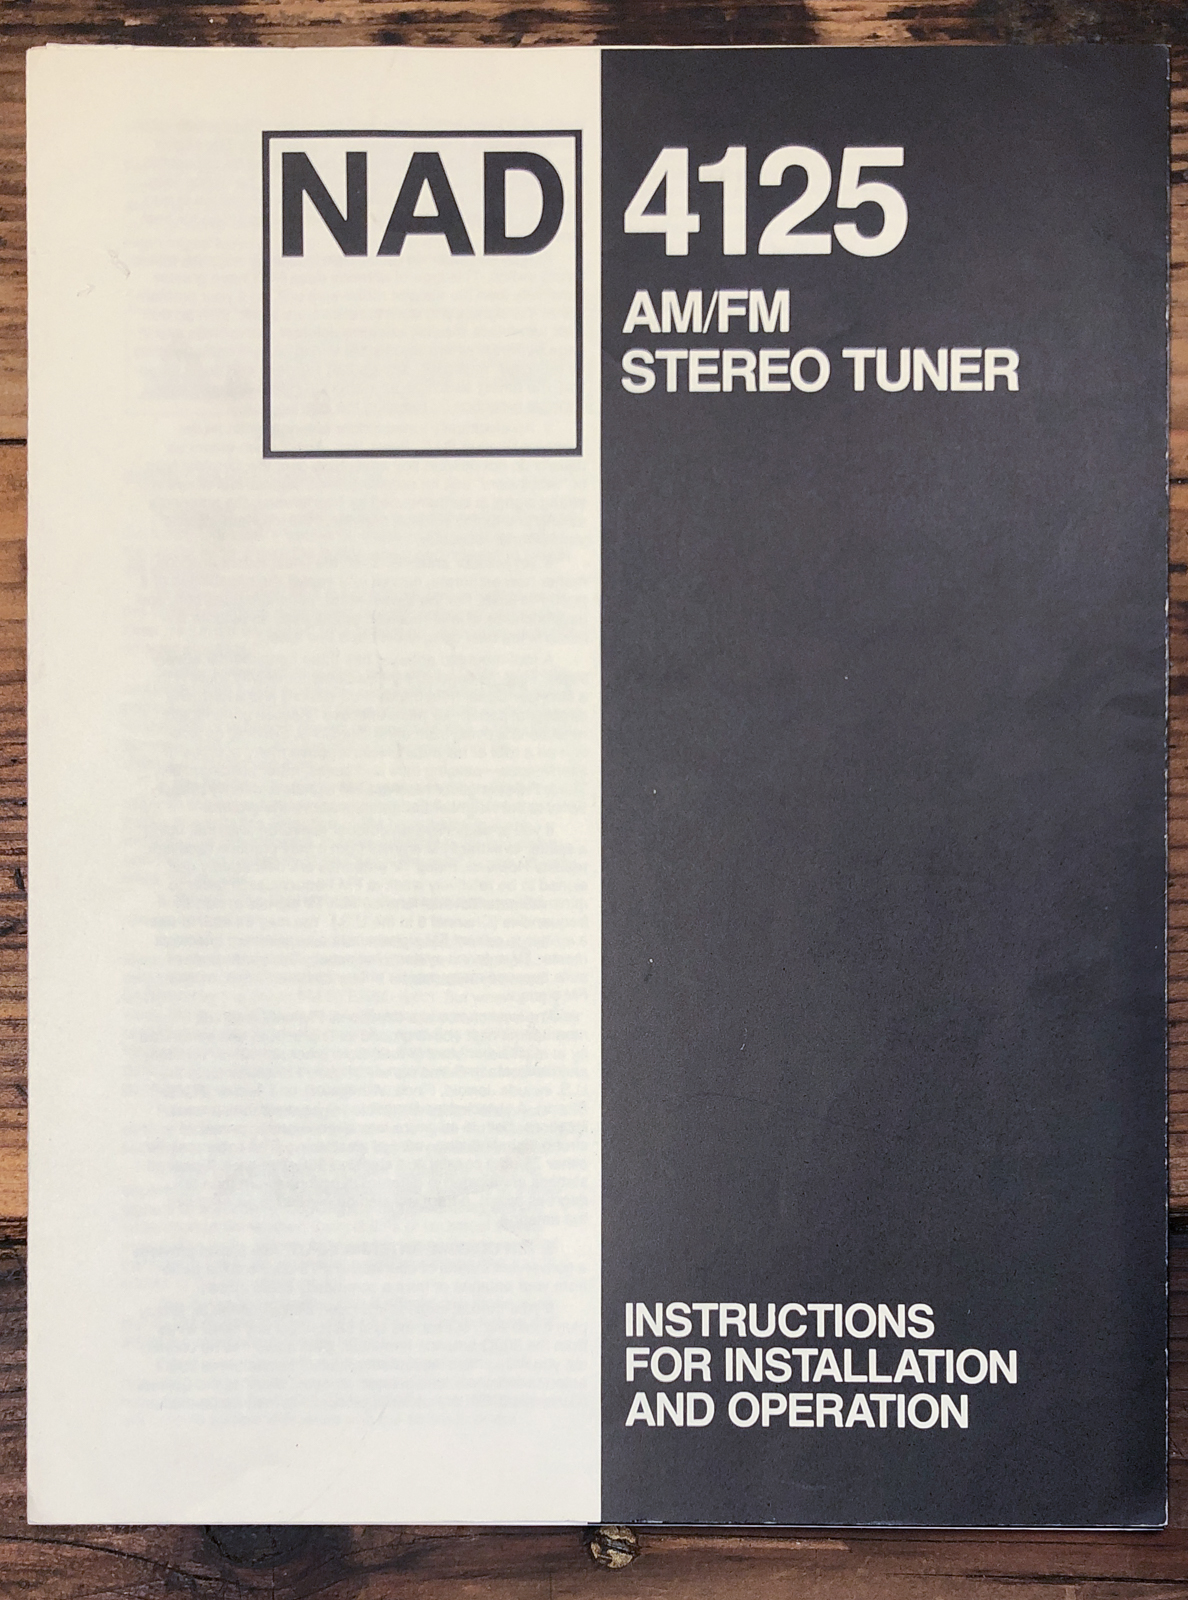 NAD
4125
AM/FM
STEREO TUNER
INSTRUCTIONS
FOR INSTALLATION
AND OPERATION